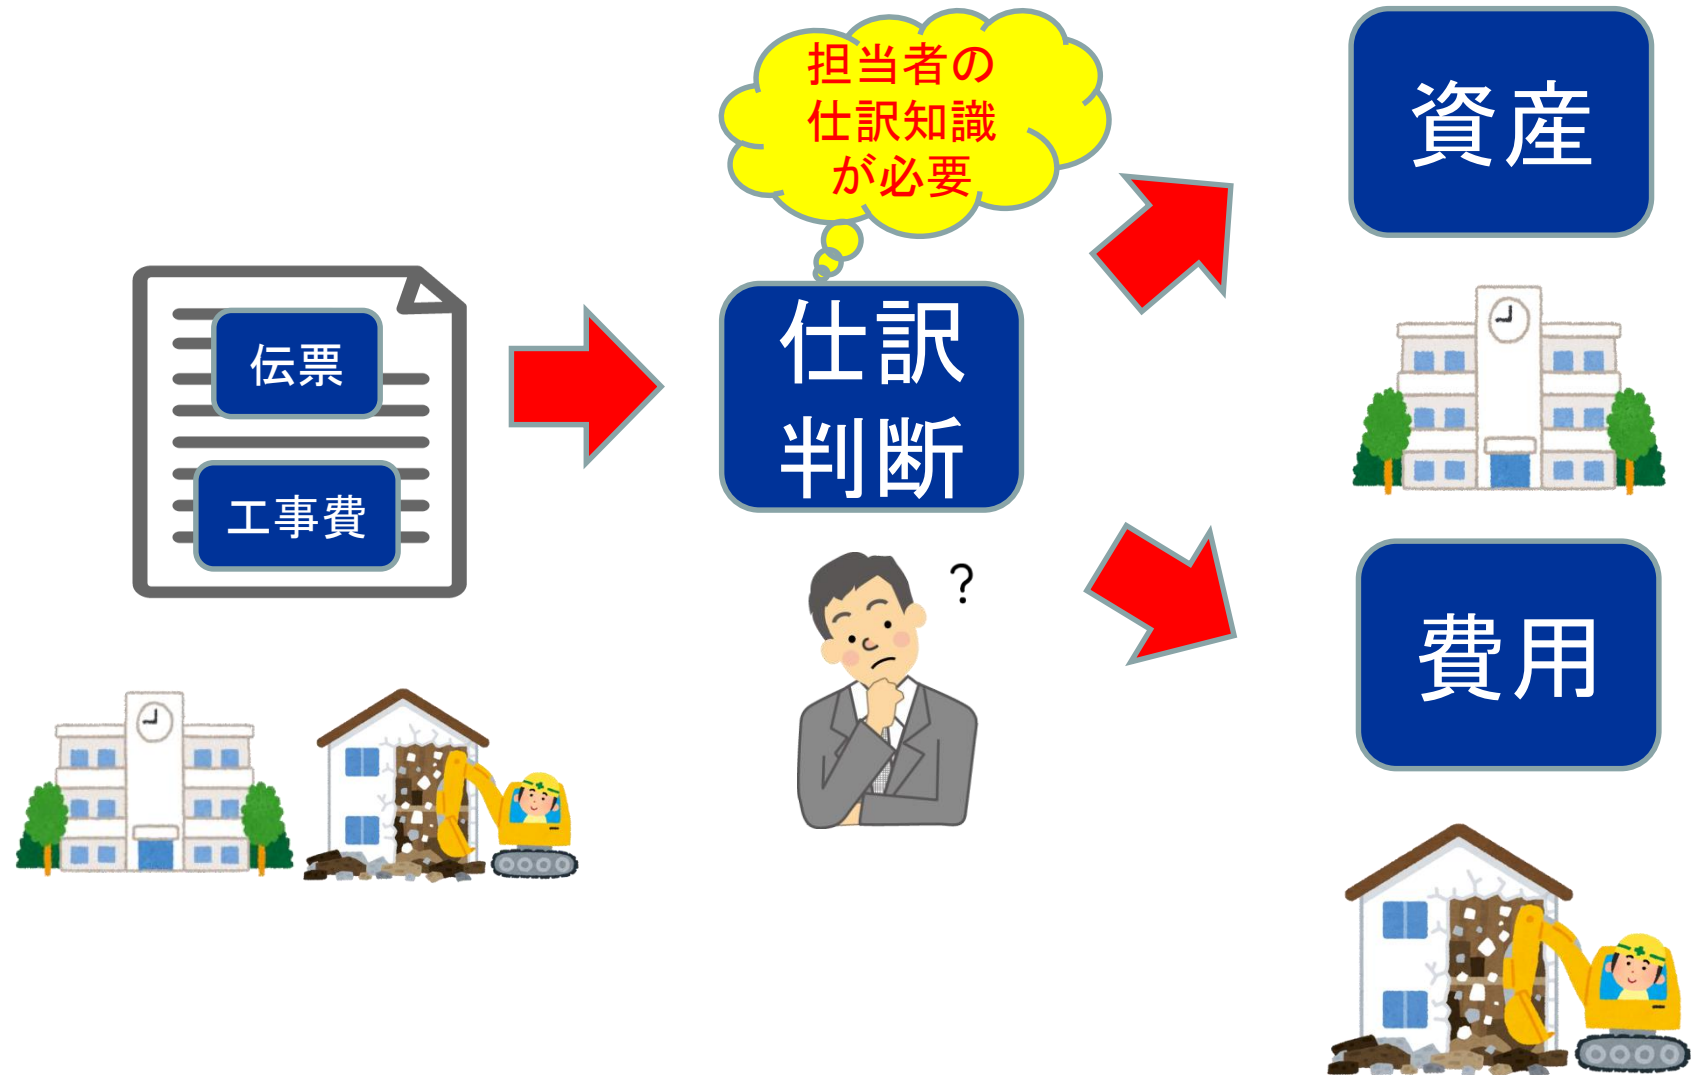 伝票
工事費
担当者の
仕訳知識
が必要
仕訳
判断
?
資産
費用